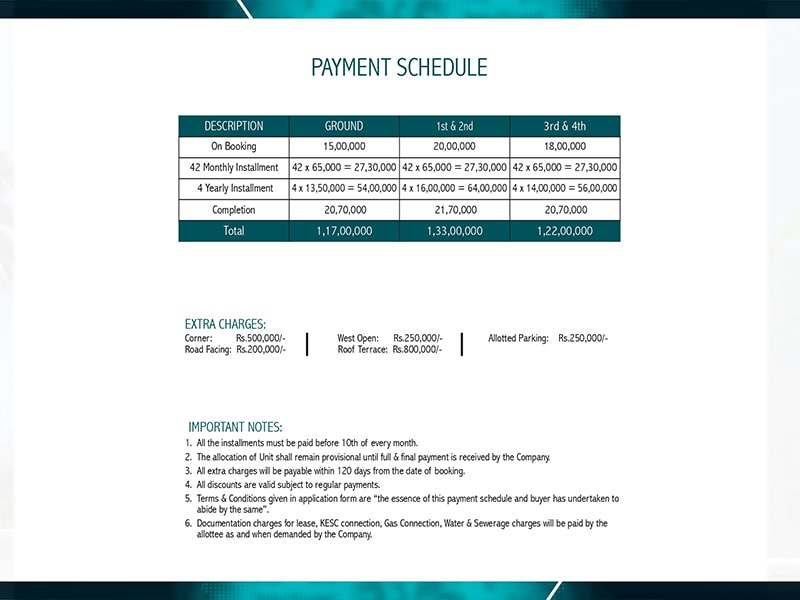 PAYMENT SCHEDULE
DESCRIPTION GROUND 1st & 2nd 3rd & 4th
On Booking 15,00,000 20,00,000 18,00,000
42 Monthly Installment 42 x 65,000 = 27,30,000 42 x 65,000 = 27,30,000 42 x 65,000 = 27,30,000
4 Yearly Installment 4 x 13,50,000 = 54,00,000 4 x 16,00,000 = 64,00,000 4 x 14,00,000 = 56,00,000
Completion 20,70,000 21,70,000 20,70,000
Total 1,17,00,000 1,33,00,000 1,22,00,000
EXTRA CHARGES:
Corner: Rs.500,000/- West Open: Rs.250,000/- Allotted Parking: Rs.250,000/-
Road Facing: Rs.200,000/- Roof Terrace: Rs.800,000/-
IMPORTANT NOTES:
1. All the installments must be paid before 10th of every month.
2. The allocation of Unit shall remain provisional until full & final payment is received by the Company.
3. All extra charges will be payable within 120 days from the date of booking.
4. All discounts are valid subject to regular payments.
5. Terms & Conditions given in application form are “the essence of this payment schedule and buyer has undertaken to
abide by the same”.
6. Documentation charges for lease, KESC connection, Gas Connection, Water & Sewerage charges will be paid by the
allottee as and when demanded by the Company.